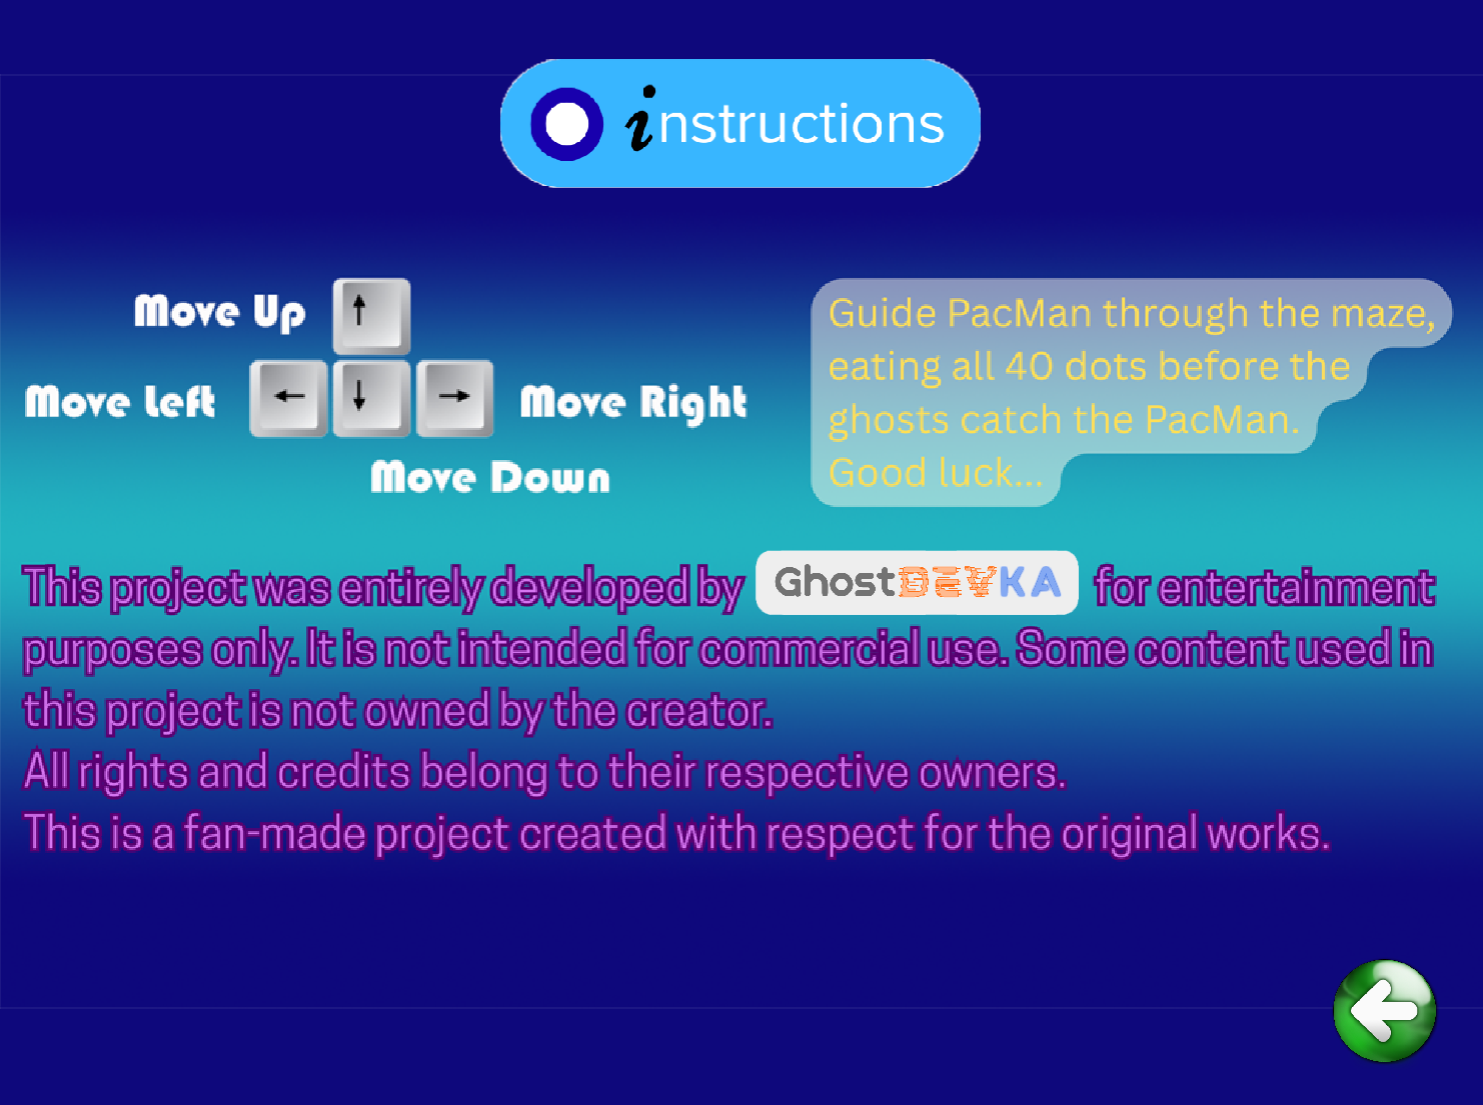 instructions
Move Up ↑
Move Left ← ↓ → Move Right
Move Down
Guide PacMan through the maze,
eating all 40 dots before the
ghosts catch the PacMan.
Good luck...
This project was entirely developed by GhostDEVKA for entertainment
purposes only. It is not intended for commercial use. Some content used in
this project is not owned by the creator.
All rights and credits belong to their respective owners.
This is a fan-made project created with respect for the original works.